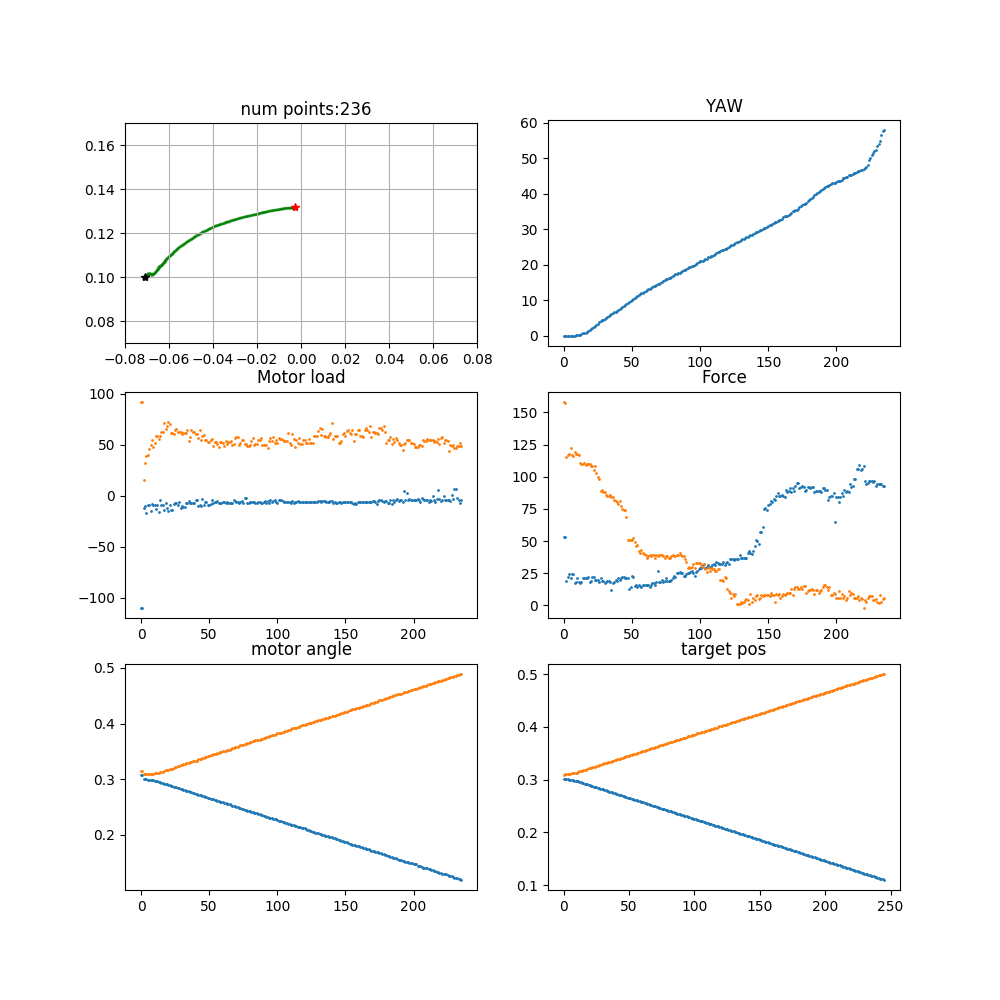 num points:236
0.16
0.14
0.12
0.10
0.08
−0.08 −0.06 −0.04 −0.02 0.00 0.02 0.04 0.06 0.08
YAW
60
50
40
30
20
10
0
0 50 100 150 200
Motor load
100
50
0
−50
−100
0 50 100 150 200
Force
150
125
100
75
50
25
0
0 50 100 150 200
motor angle
0.5
0.4
0.3
0.2
0 50 100 150 200
target pos
0.5
0.4
0.3
0.2
0.1
0 50 100 150 200 250